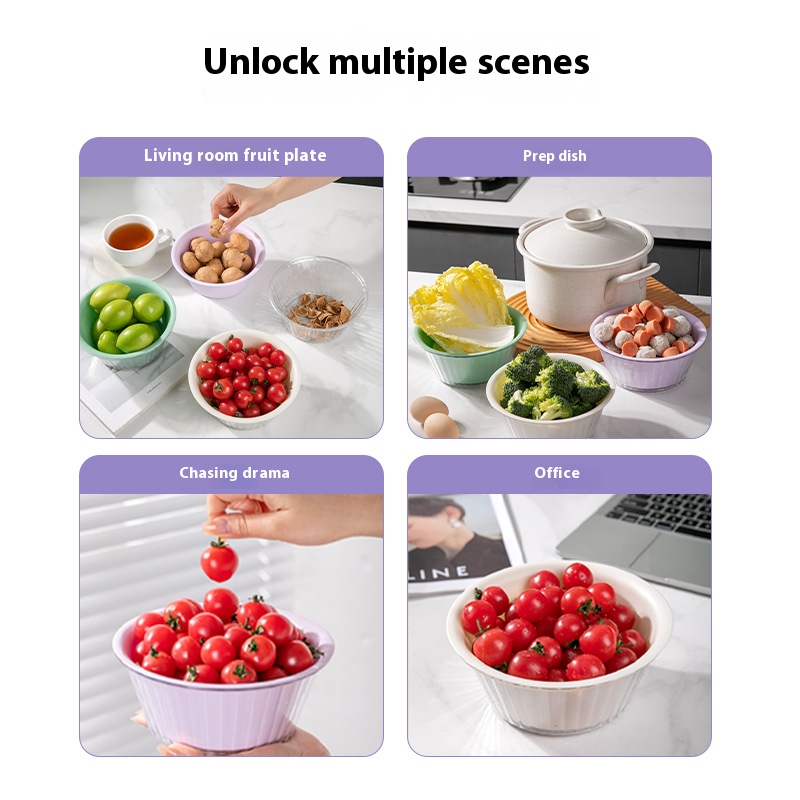 Unlock multiple scenes
Living room fruit plate
Prep dish
Chasing drama
Office
LINE